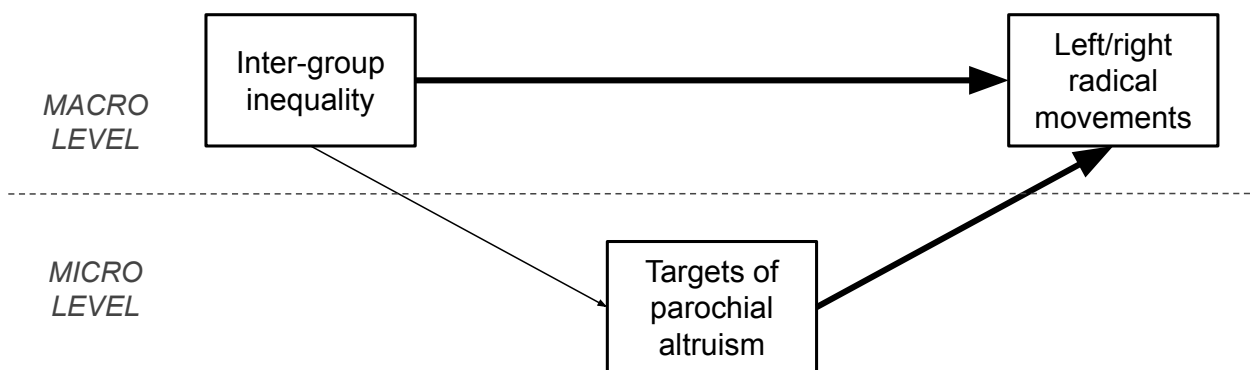 Inter-group
inequality
Left/right
radical
movements
MACRO
LEVEL
MICRO
LEVEL
Targets of
parochial
altruism